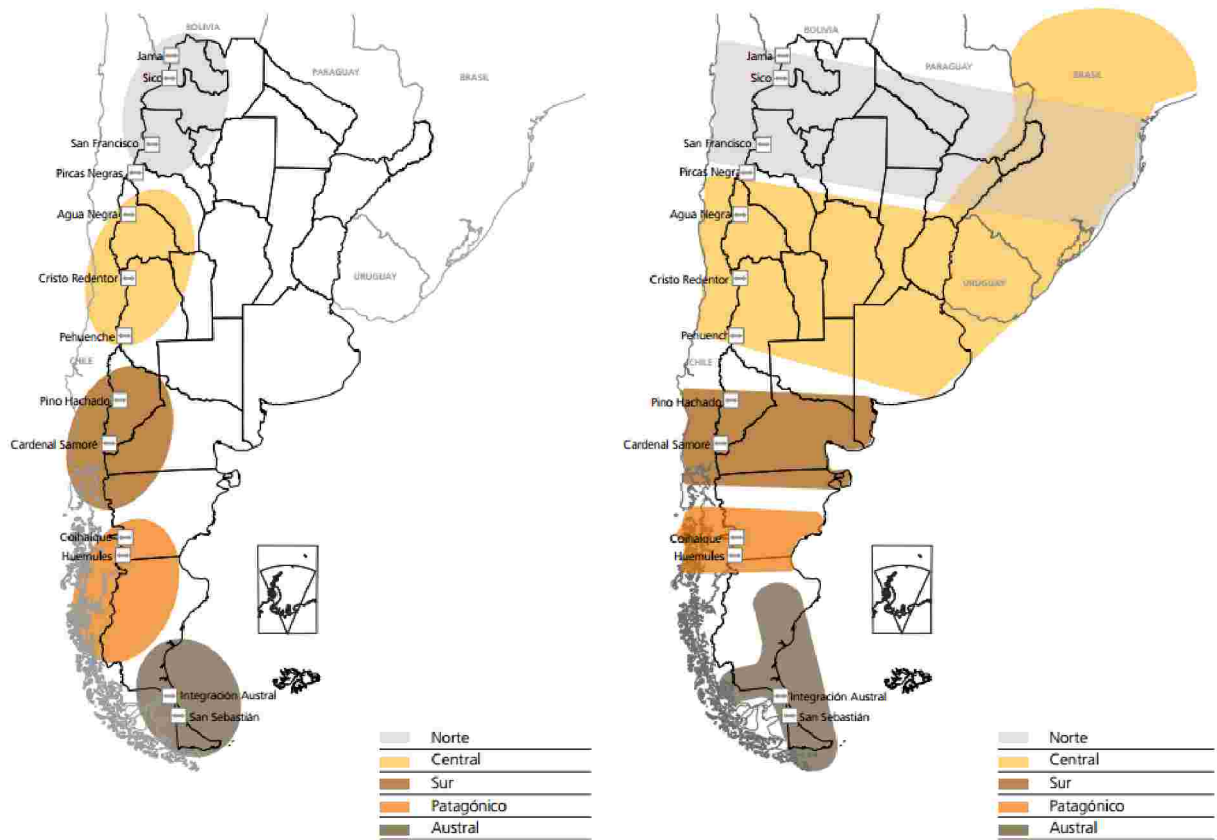 BOLIVIA
Jama
Sico
PARAGUAY
BRASIL
San Francisco
Pircas Negras
Agua Negra
Cristo Redentor
URUGUAY
Pehuenche
CHILE
Pino Hachado
Cardenal Samoré
Coihaique
Huemules
Integración Austral
San Sebastián
Norte
Central
Sur
Patagónico
Austral
BOLIVIA
Jama
Sico
PARAGUAY
BRASIL
San Francisco
Pircas Negra
Agua Negra
Cristo Redentor
URUGUAY
Pehuench
CHILE
Pino Hachado
Cardenal Samoré
Coihaique
Huemules
Integración Austral
San Sebastián
Norte
Central
Sur
Patagónico
Austral